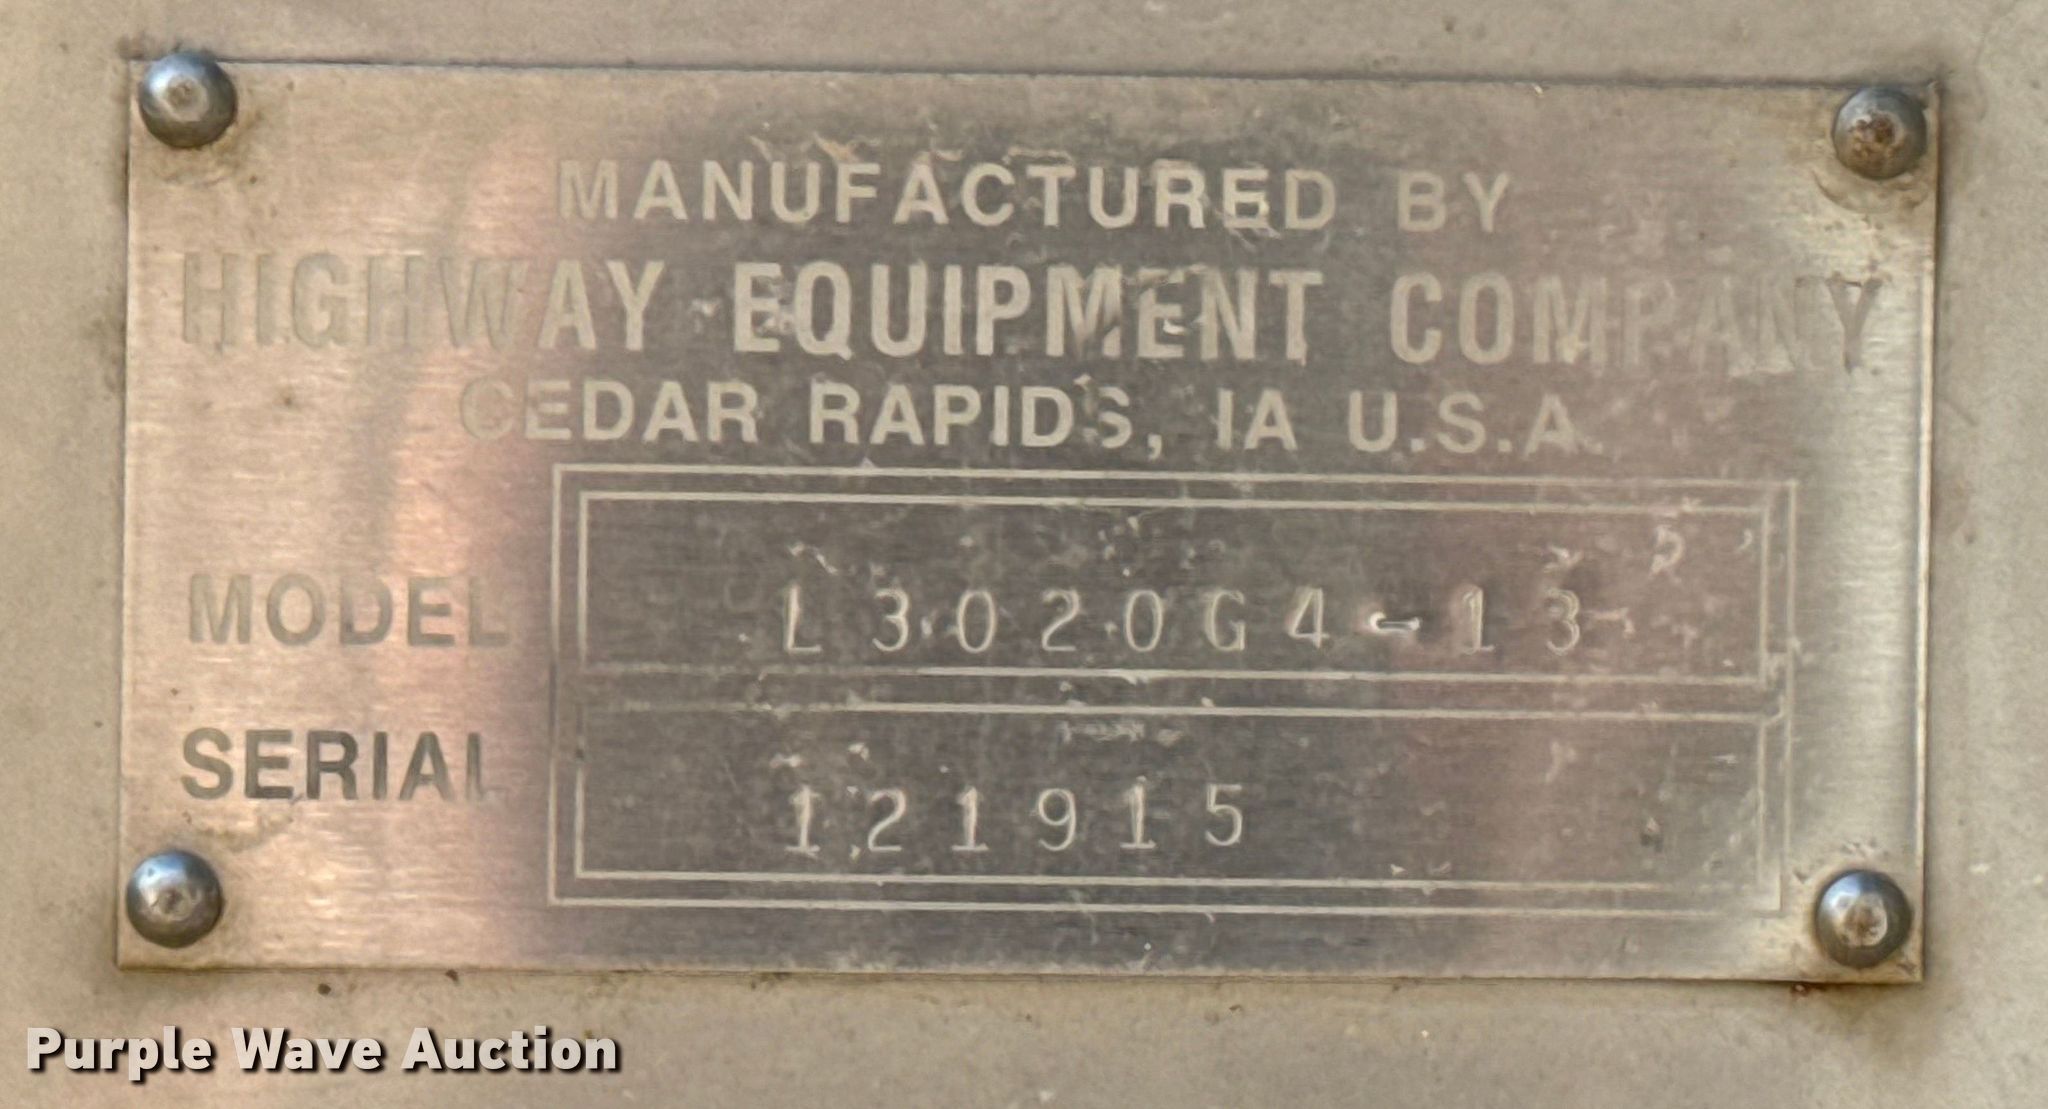 MANUFACTURED BY
HIGHWAY EQUIPMENT COMPANY
CEDAR RAPIDS, IA U.S.A.
MODEL L3020G4-13
SERIAL 121915
Purple Wave Auction